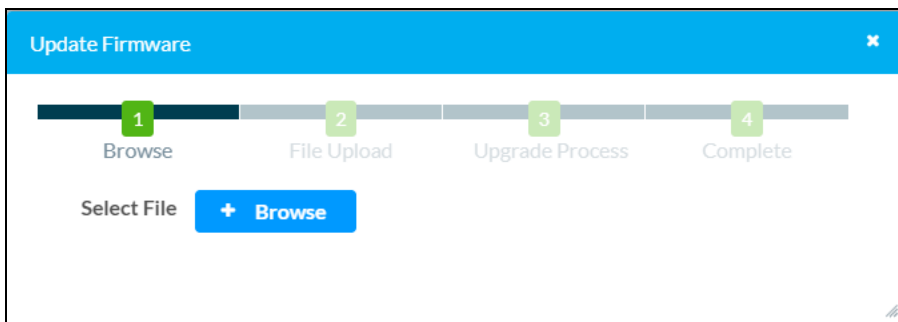 Update Firmware ×
1 2 3 4
Browse File Upload Upgrade Process Complete
Select File + Browse